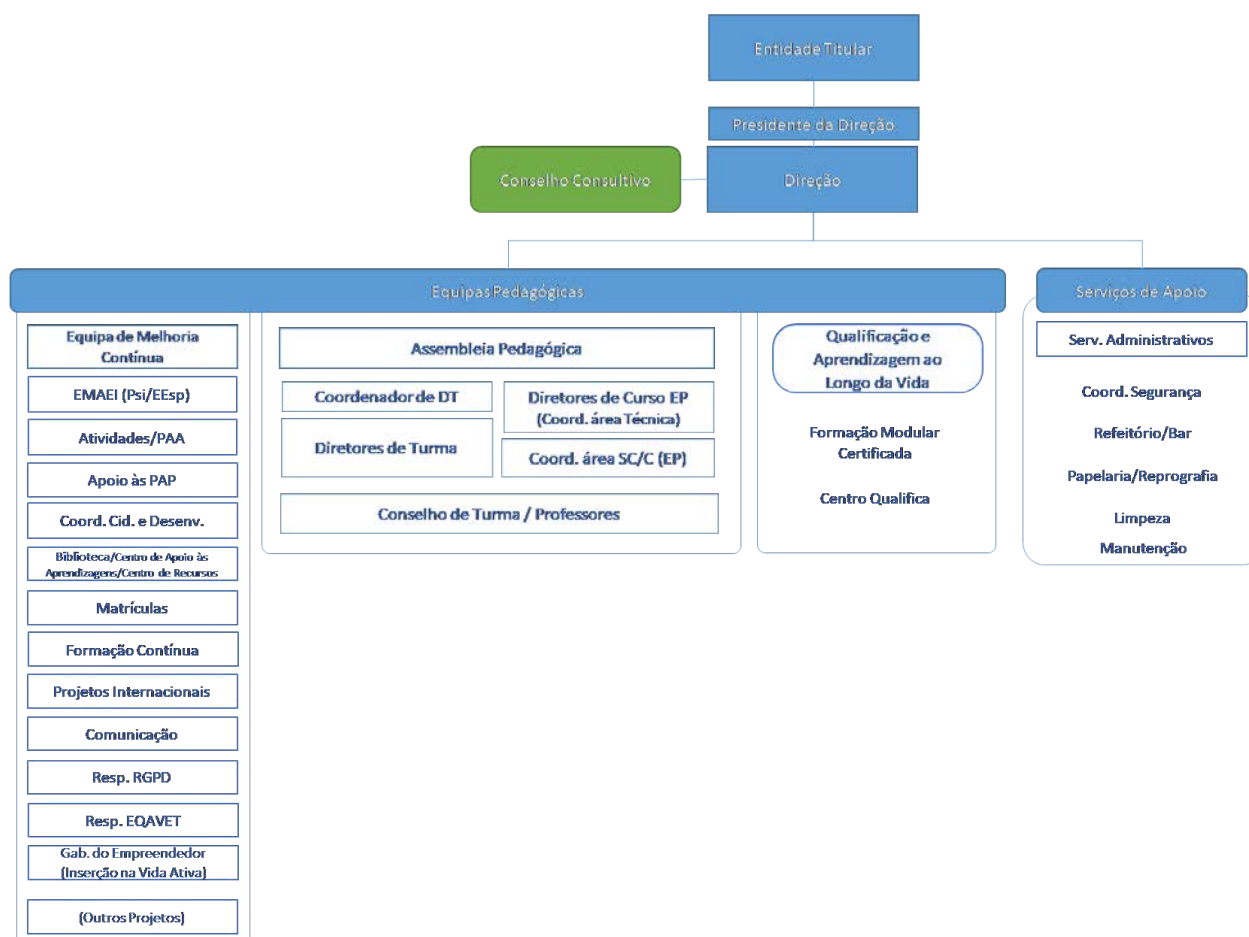 Entidade Titular
Presidente da Direção
Conselho Consultivo
Direção
Equipas Pedagógicas
Serviços de Apoio
Equipa de Melhoria
Contínua
EMAEI (Psi/EEsp)
Atividades/PAA
Apoio às PAP
Coord. Cid. e Desenv.
Biblioteca/Centro de Apoio às
Aprendizagens/Centro de Recursos
Matrículas
Formação Contínua
Projetos Internacionais
Comunicação
Resp. RGPD
Resp. EQAVET
Gab. do Empreendedor
(Inserção na Vida Ativa)
(Outros Projetos)
Assembleia Pedagógica
Coordenador de DT
Diretores de Turma
Diretores de Curso EP
(Coord. área Técnica)
Coord. área SC/C (EP)
Conselho de Turma / Professores
Qualificação e
Aprendizagem ao
Longo da Vida
Formação Modular
Certificada
Centro Qualifica
Serv. Administrativos
Coord. Segurança
Refeitório/Bar
Papelaria/Reprografia
Limpeza
Manutenção